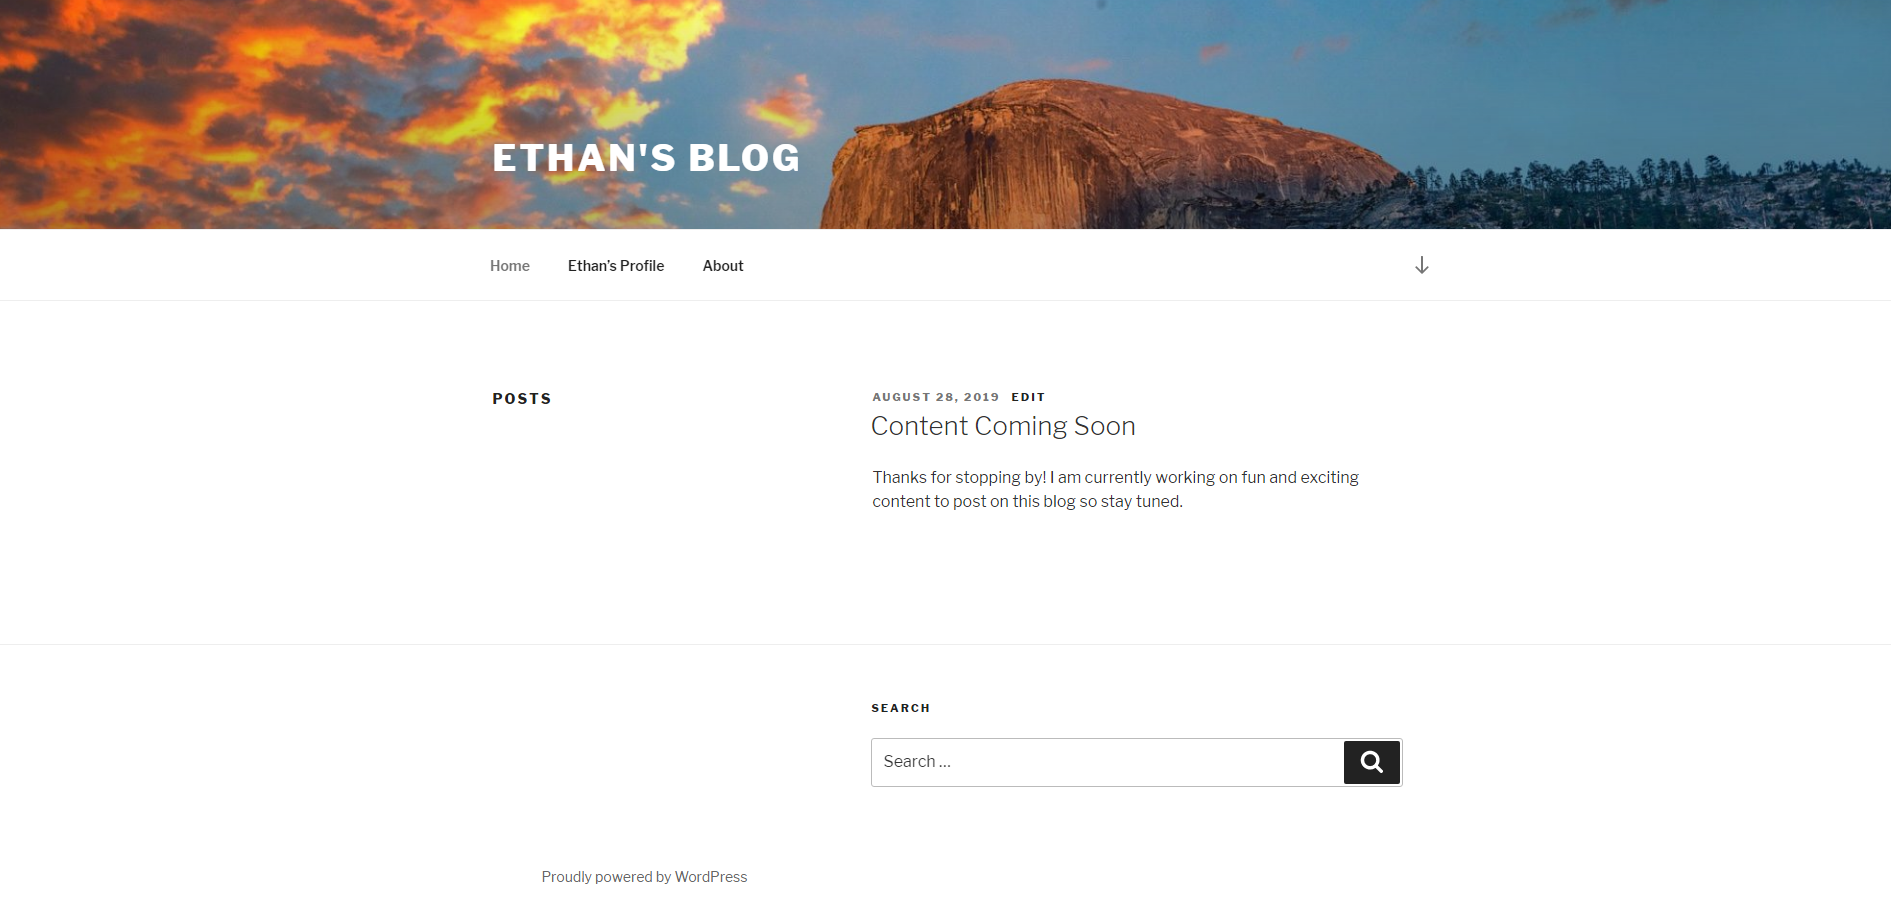 ETHAN'S BLOG
Home Ethan's Profile About
POSTS
AUGUST 28, 2019 EDIT
Content Coming Soon
Thanks for stopping by! I am currently working on fun and exciting
content to post on this blog so stay tuned.
SEARCH
Search …
Proudly powered by WordPress